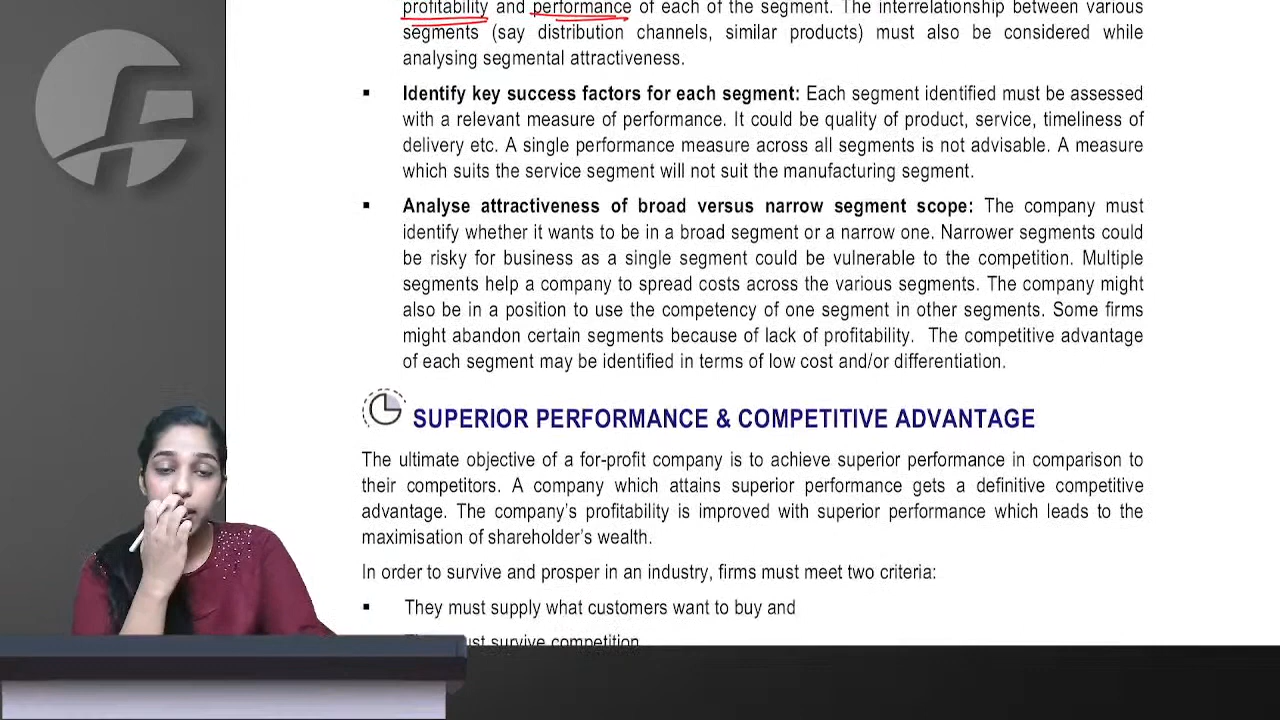 profitability and performance of each of the segment. The interrelationship between various
segments (say distribution channels, similar products) must also be considered while
analysing segmental attractiveness.
▪ Identify key success factors for each segment: Each segment identified must be assessed
with a relevant measure of performance. It could be quality of product, service, timeliness of
delivery etc. A single performance measure across all segments is not advisable. A measure
which suits the service segment will not suit the manufacturing segment.
▪ Analyse attractiveness of broad versus narrow segment scope: The company must
identify whether it wants to be in a broad segment or a narrow one. Narrower segments could
be risky for business as a single segment could be vulnerable to the competition. Multiple
segments help a company to spread costs across the various segments. The company might
also be in a position to use the competency of one segment in other segments. Some firms
might abandon certain segments because of lack of profitability. The competitive advantage
of each segment may be identified in terms of low cost and/or differentiation.
SUPERIOR PERFORMANCE & COMPETITIVE ADVANTAGE
The ultimate objective of a for-profit company is to achieve superior performance in comparison to
their competitors. A company which attains superior performance gets a definitive competitive
advantage. The company's profitability is improved with superior performance which leads to the
maximisation of shareholder's wealth.
In order to survive and prosper in an industry, firms must meet two criteria:
▪ They must supply what customers want to buy and
survive competition